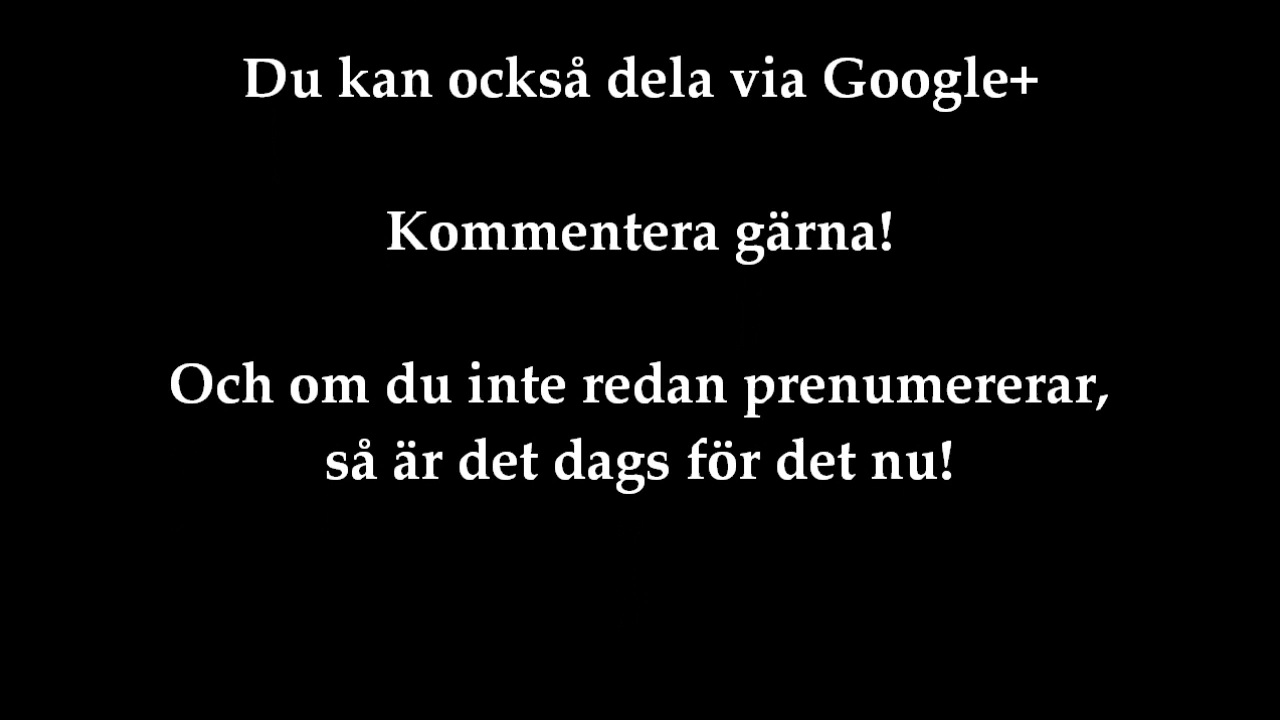 Du kan också dela via Google+
Kommentera gärna!
Och om du inte redan prenumererar,
så är det dags för det nu!